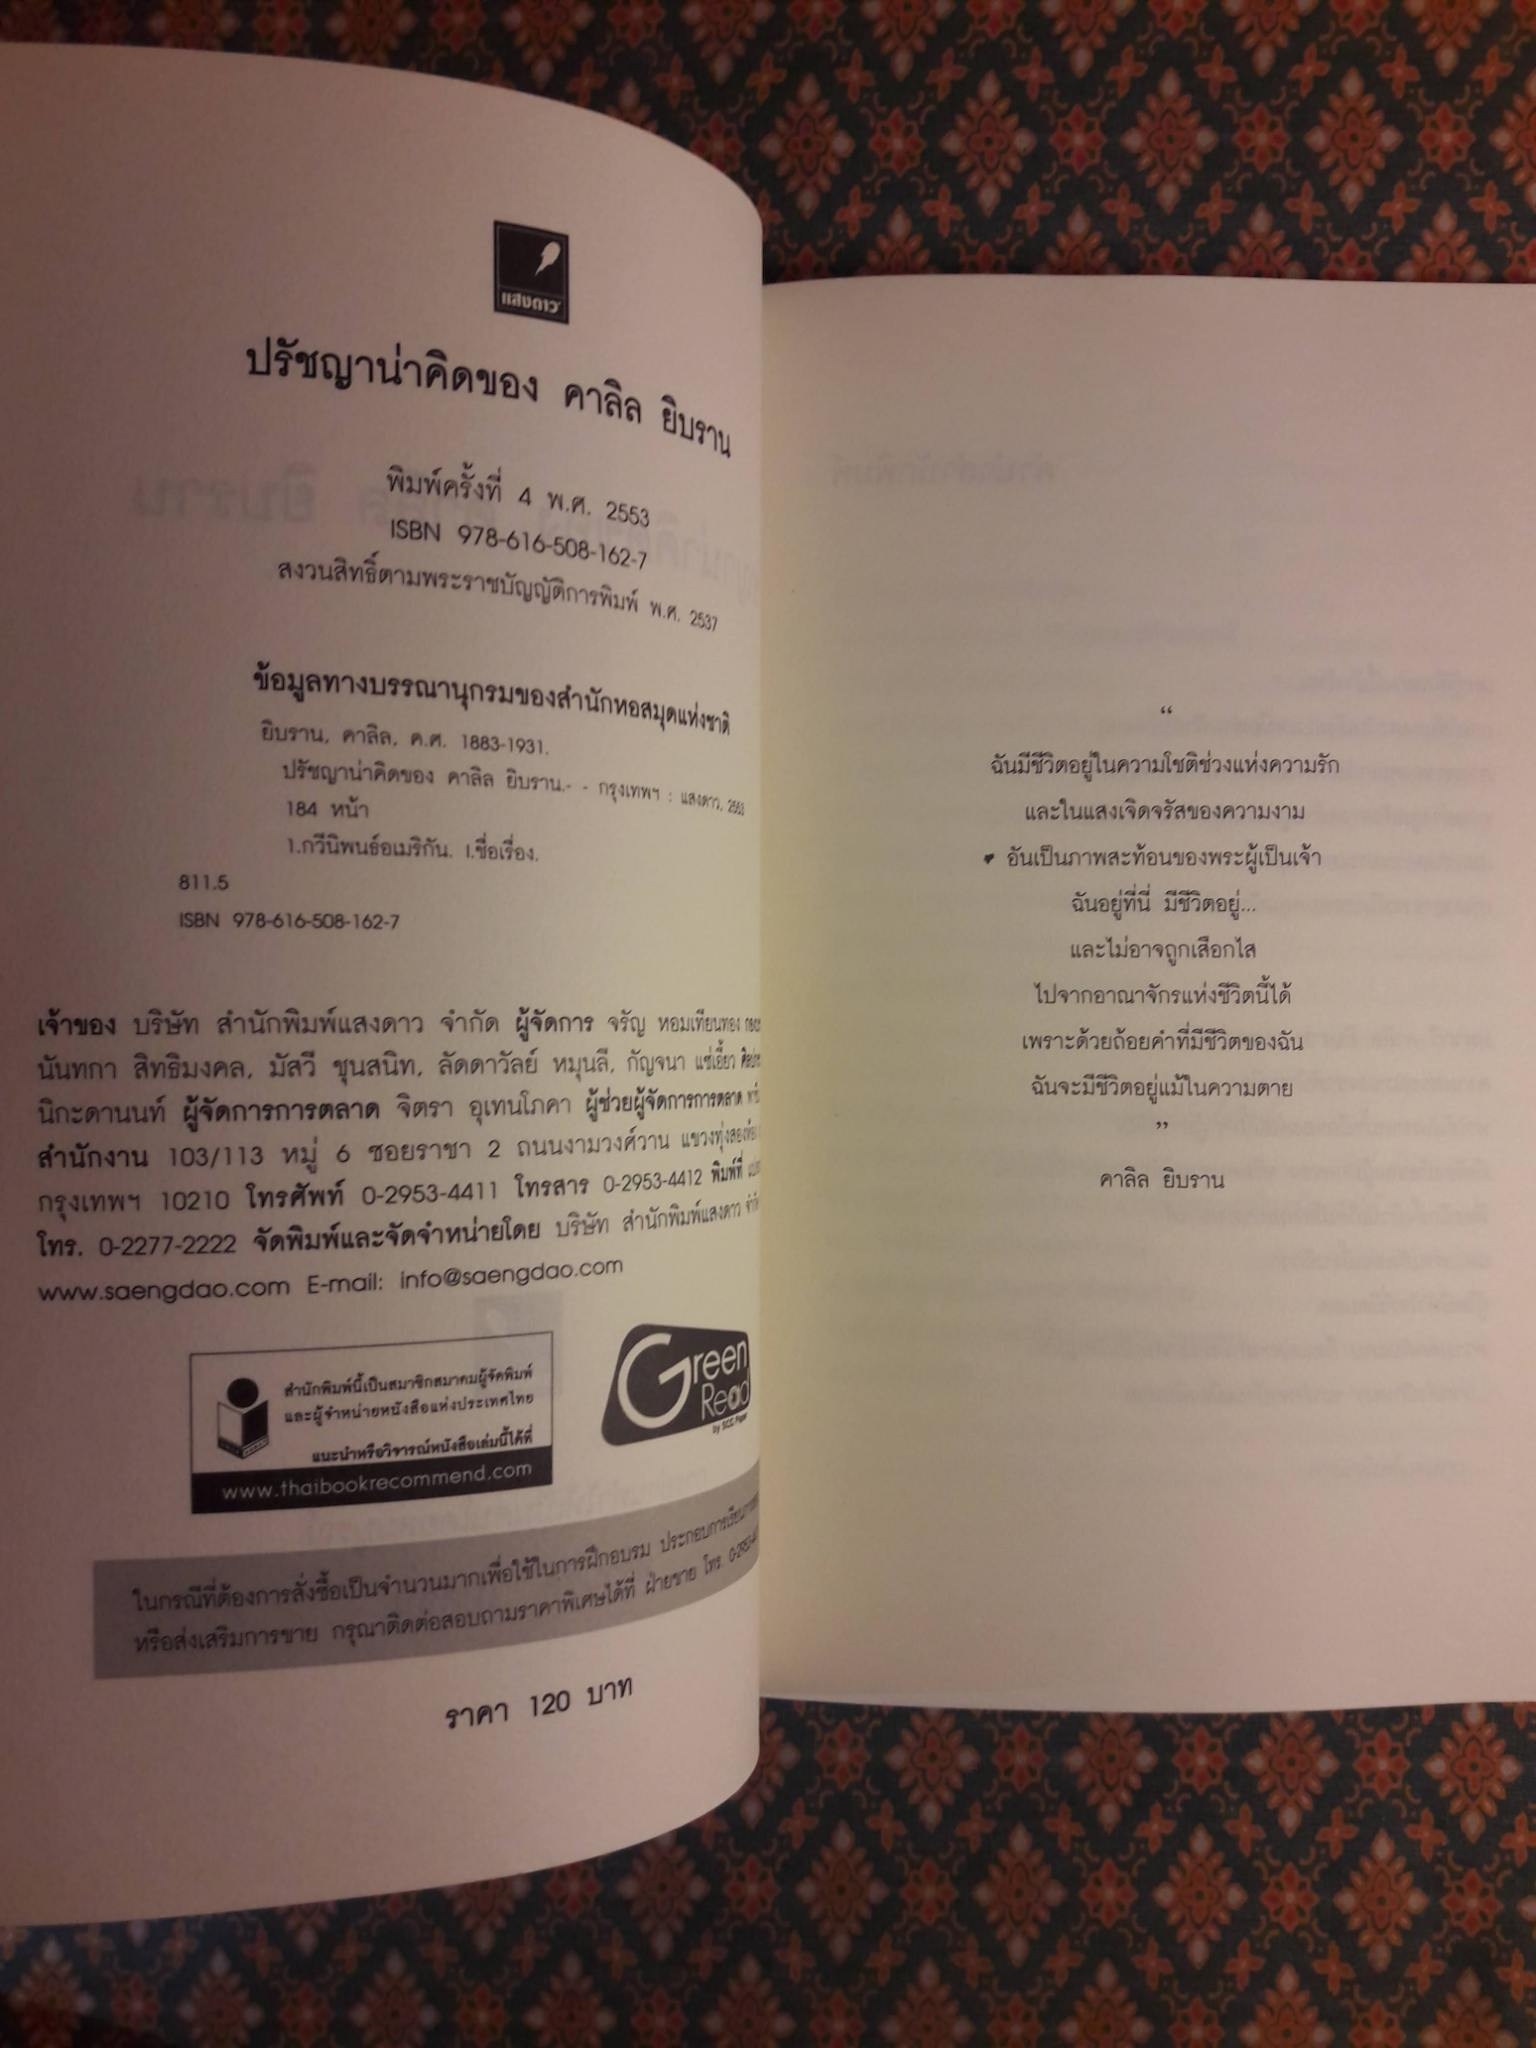 แสงดาว
ปรัชญาน่าคิดของ คาลิล ยิบราน
พิมพ์ครั้งที่ 4 พ.ศ. 2553
ISBN 978-616-508-162-7
สงวนสิทธิ์ตามพระราชบัญญัติการพิมพ์ พ.ศ. 2537
ข้อมูลทางบรรณานุกรมของสำนักหอสมุดแห่งชาติ
ยิบราน, คาลิล, ค.ศ. 1883-1931.
ปรัชญาน่าคิดของ คาลิล ยิบราน.- - กรุงเทพฯ : แสงดาว, 2553
184 หน้า
1.กวีนิพนธ์อเมริกัน. I.ชื่อเรื่อง.
811.5
ISBN 978-616-508-162-7
เจ้าของ บริษัท สำนักพิมพ์แสงดาว จำกัด ผู้จัดการ จรัญ หอมเทียนทอง
นันทกา สิทธิมงคล, มัสวี ชุนสนิท, ลัดดาวัลย์ หมุนลี, กัญจนา แซ่เอี้ยว
นิกะดานนท์ ผู้จัดการการตลาด จิตรา อุเทนโภคา ผู้ช่วยผู้จัดการการตลาด
สำนักงาน 103/113 หมู่ 6 ซอยราชา 2 ถนนงามวงศ์วาน แขวงทุ่งสองห้อง
กรุงเทพฯ 10210 โทรศัพท์ 0-2953-4411 โทรสาร 0-2953-4412 พิมพ์ที่
โทร. 0-2277-2222 จัดพิมพ์และจัดจำหน่ายโดย บริษัท สำนักพิมพ์แสงดาว จำกัด
www.saengdao.com E-mail: info@saengdao.com
สำนักพิมพ์นี้เป็นสมาชิกสมาคมผู้จัดพิมพ์
และผู้จำหน่ายหนังสือแห่งประเทศไทย
แนะนำหรือวิจารณ์หนังสือเล่มนี้ได้ที่
www.thaibookrecommend.com
Green
Read
by SCG Paper
ในกรณีที่ต้องการสั่งซื้อเป็นจำนวนมากเพื่อใช้ในการฝึกอบรม ประกอบการเรียน
หรือส่งเสริมการขาย กรุณาติดต่อสอบถามราคาพิเศษได้ที่ ฝ่ายขาย โทร.
ราคา 120 บาท
“
ฉันมีชีวิตอยู่ในความโชติช่วงแห่งความรัก
และในแสงเจิดจรัสของความงาม
อันเป็นภาพสะท้อนของพระผู้เป็นเจ้า
ฉันอยู่ที่นี่ มีชีวิตอยู่...
และไม่อาจถูกเสือกไส
ไปจากอาณาจักรแห่งชีวิตนี้ได้
เพราะด้วยถ้อยคำที่มีชีวิตของฉัน
ฉันจะมีชีวิตอยู่แม้ในความตาย
”
คาลิล ยิบราน